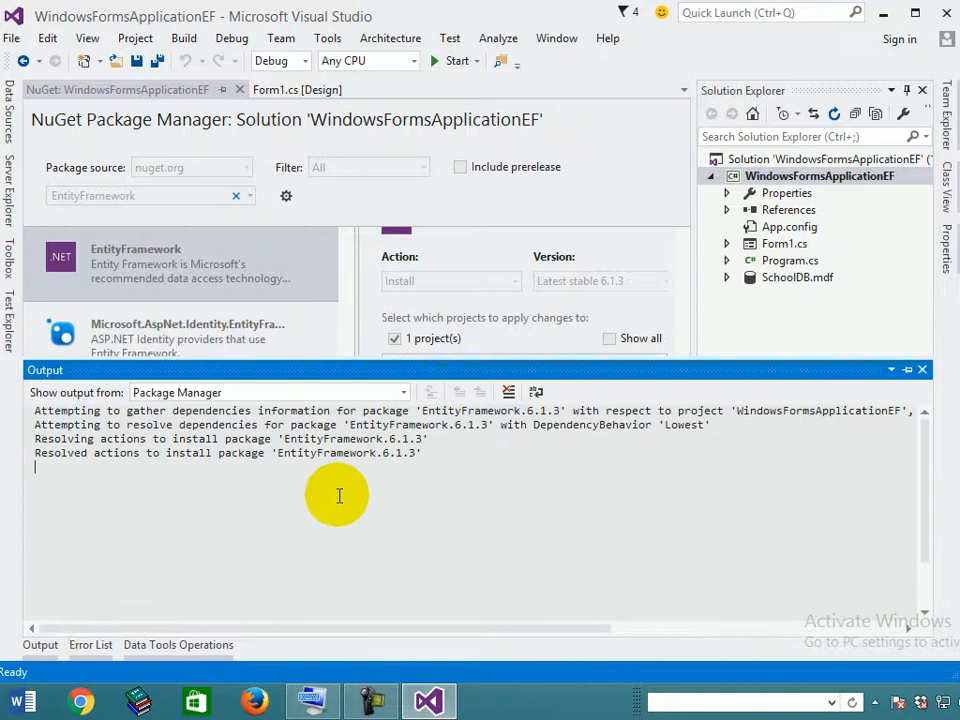 WindowsFormsApplicationEF - Microsoft Visual Studio
4
Quick Launch (Ctrl+Q)
File Edit View Project Build Debug Team Tools Architecture Test Analyze Window Help
Sign in
Debug Any CPU Start
NuGet: WindowsFormsApplicationEF Form1.cs [Design]
NuGet Package Manager: Solution 'WindowsFormsApplicationEF'
Package source: nuget.org Filter: All Include prerelease
EntityFramework
.NET
EntityFramework
Entity Framework is Microsoft's
recommended data access technology...
Microsoft.AspNet.Identity.EntityFra...
ASP.NET Identity providers that use
Entity Framework.
Action: Version:
Install Latest stable 6.1.3
Select which projects to apply changes to:
1 project(s) Show all
Solution Explorer
Search Solution Explorer (Ctrl+;)
Solution 'WindowsFormsApplicationEF' (1
WindowsFormsApplicationEF
Properties
References
App.config
Form1.cs
Program.cs
SchoolDB.mdf
Data Sources
Server Explorer
Toolbox
Test Explorer
Team Explorer
Class View
Properties
Output
Show output from: Package Manager
Attempting to gather dependencies information for package 'EntityFramework.6.1.3' with respect to project 'WindowsFormsApplicationEF',
Attempting to resolve dependencies for package 'EntityFramework.6.1.3' with DependencyBehavior 'Lowest'
Resolving actions to install package 'EntityFramework.6.1.3'
Resolved actions to install package 'EntityFramework.6.1.3'
Activate Windows
Go to PC settings to activ
Output Error List Data Tools Operations
Ready